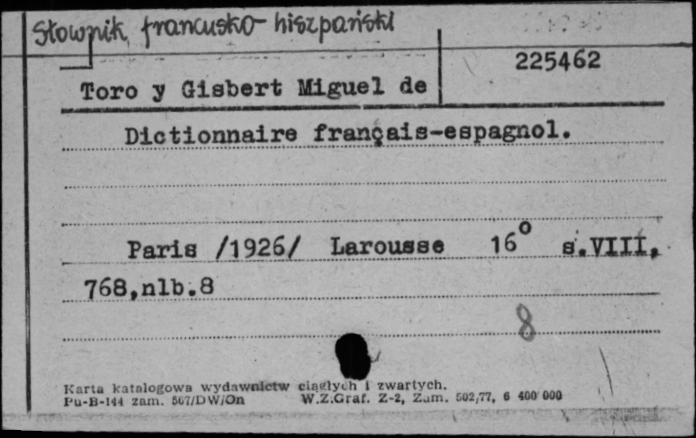 Słownik francusko-hiszpański
225462
Toro y Gisbert Miguel de
Dictionnaire français-espagnol.
Paris /1926/ Larousse 16° s.VIII,
768,nlb.8
8
Karta katalogowa wydawnictw ciągłych i zwartych.
Pu-B-144 zam. 567/DW/On W.Z.Graf. Z-2, Zam. 502/77, 6 400 000